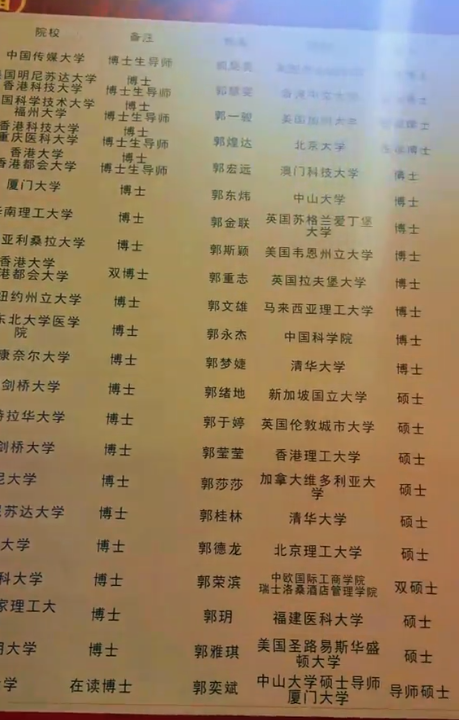 院校 备注
中国传媒大学 博士生导师
美国明尼苏达大学 博士
香港科技大学 博士生导师
国科学技术大学 博士
福州大学 博士生导师
郭一骏
香港科技大学 博士
重庆医科大学 博士生导师
郭煌达 北京大学
香港大学 博士
香港都会大学 博士生导师
郭宏远 澳门科技大学 博士
厦门大学 博士
郭东炜 中山大学 博士
南理工大学 博士
郭金联 英国苏格兰爱丁堡
大学 博士
亚利桑拉大学 博士
郭斯颖 美国韦恩州立大学 博士
香港大学
港都会大学 双博士
郭重志 英国拉夫堡大学 博士
纽约州立大学 博士
郭文雄 马来西亚理工大学 博士
东北大学医学
院 博士
郭永杰 中国科学院 博士
康奈尔大学 博士
郭梦婕 清华大学 博士
剑桥大学 博士
郭绪地 新加坡国立大学 硕士
特拉华大学 博士
郭于婷 英国伦敦城市大学 硕士
剑桥大学 博士
郭莹莹 香港理工大学 硕士
尼大学 博士
郭莎莎 加拿大维多利亚大
学 硕士
苏达大学 博士
郭桂林 清华大学 硕士
大学 博士
郭德龙 北京理工大学 硕士
科大学 博士
郭荣滨 中欧国际工商学院
瑞士洛桑酒店管理学院 双硕士
家理工大 博士
郭玥 福建医科大学 硕士
明大学 博士
郭雅琪 美国圣路易斯华盛
顿大学 硕士
学 在读博士
郭奕斌 中山大学硕士导师
厦门大学 导师硕士